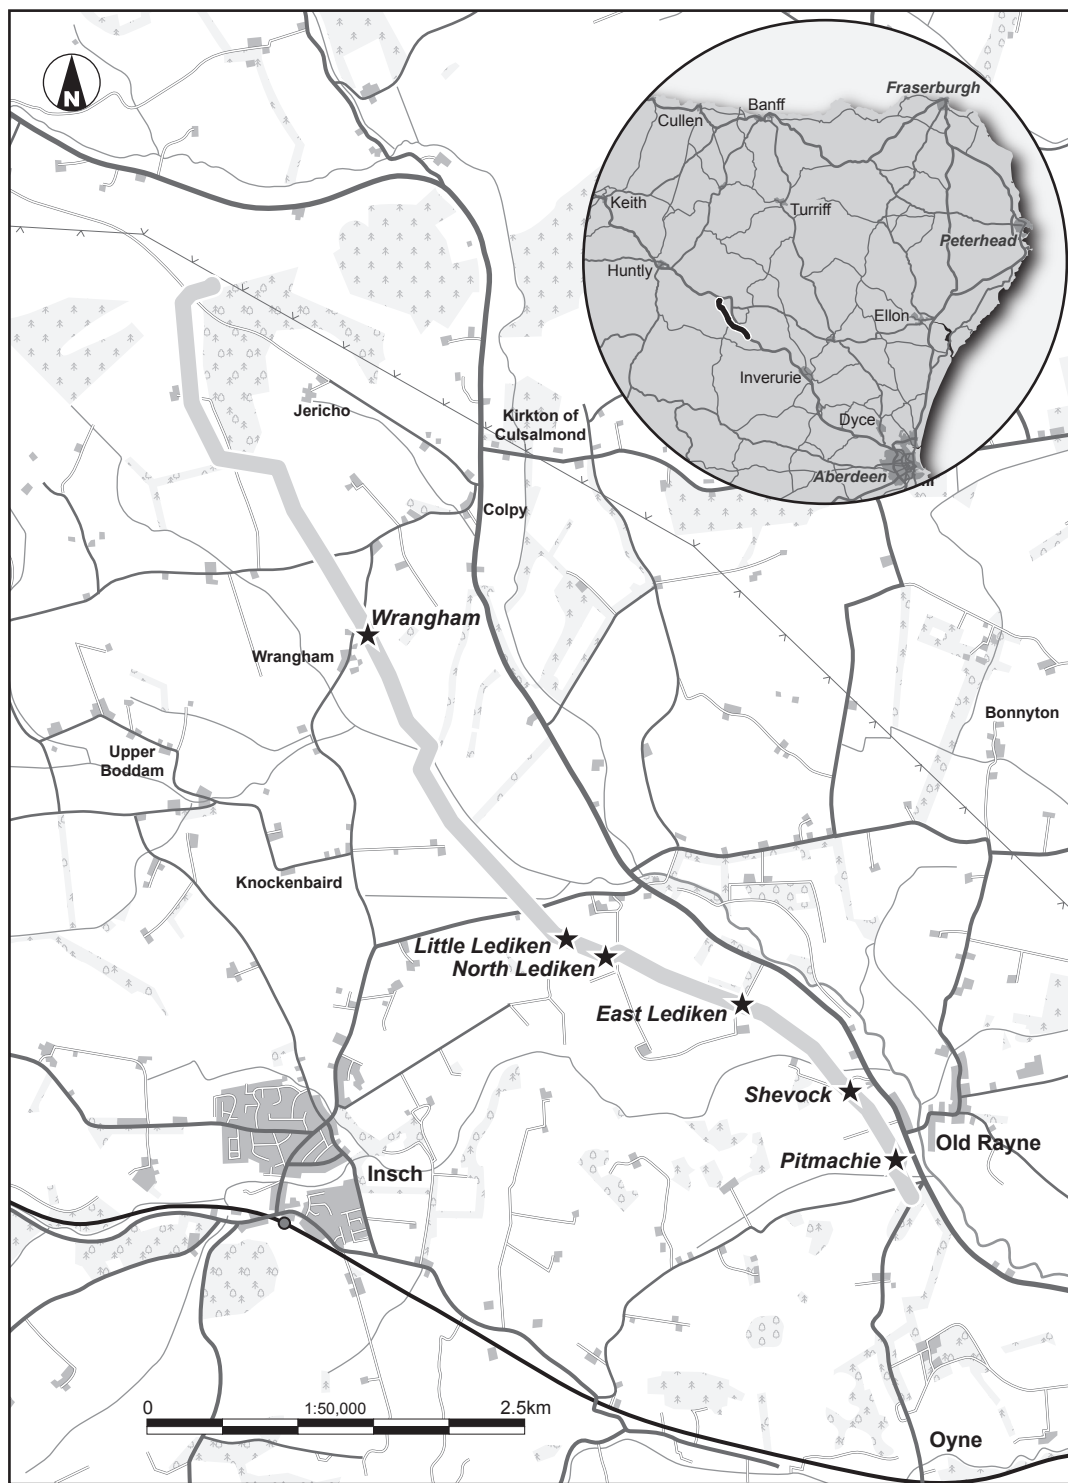 N
Fraserburgh
Banff
Cullen
Keith
Turriff
Peterhead
Huntly
Ellon
Inverurie
Dyce
Aberdeen
Jericho
Kirkton of
Culsalmond
Colpy
Wrangham
Wrangham
Bonnyton
Upper
Boddam
Knockenbaird
Little Lediken
North Lediken
East Lediken
Shevock
Old Rayne
Pitmachie
Insch
0 1:50,000 2.5km
Oyne